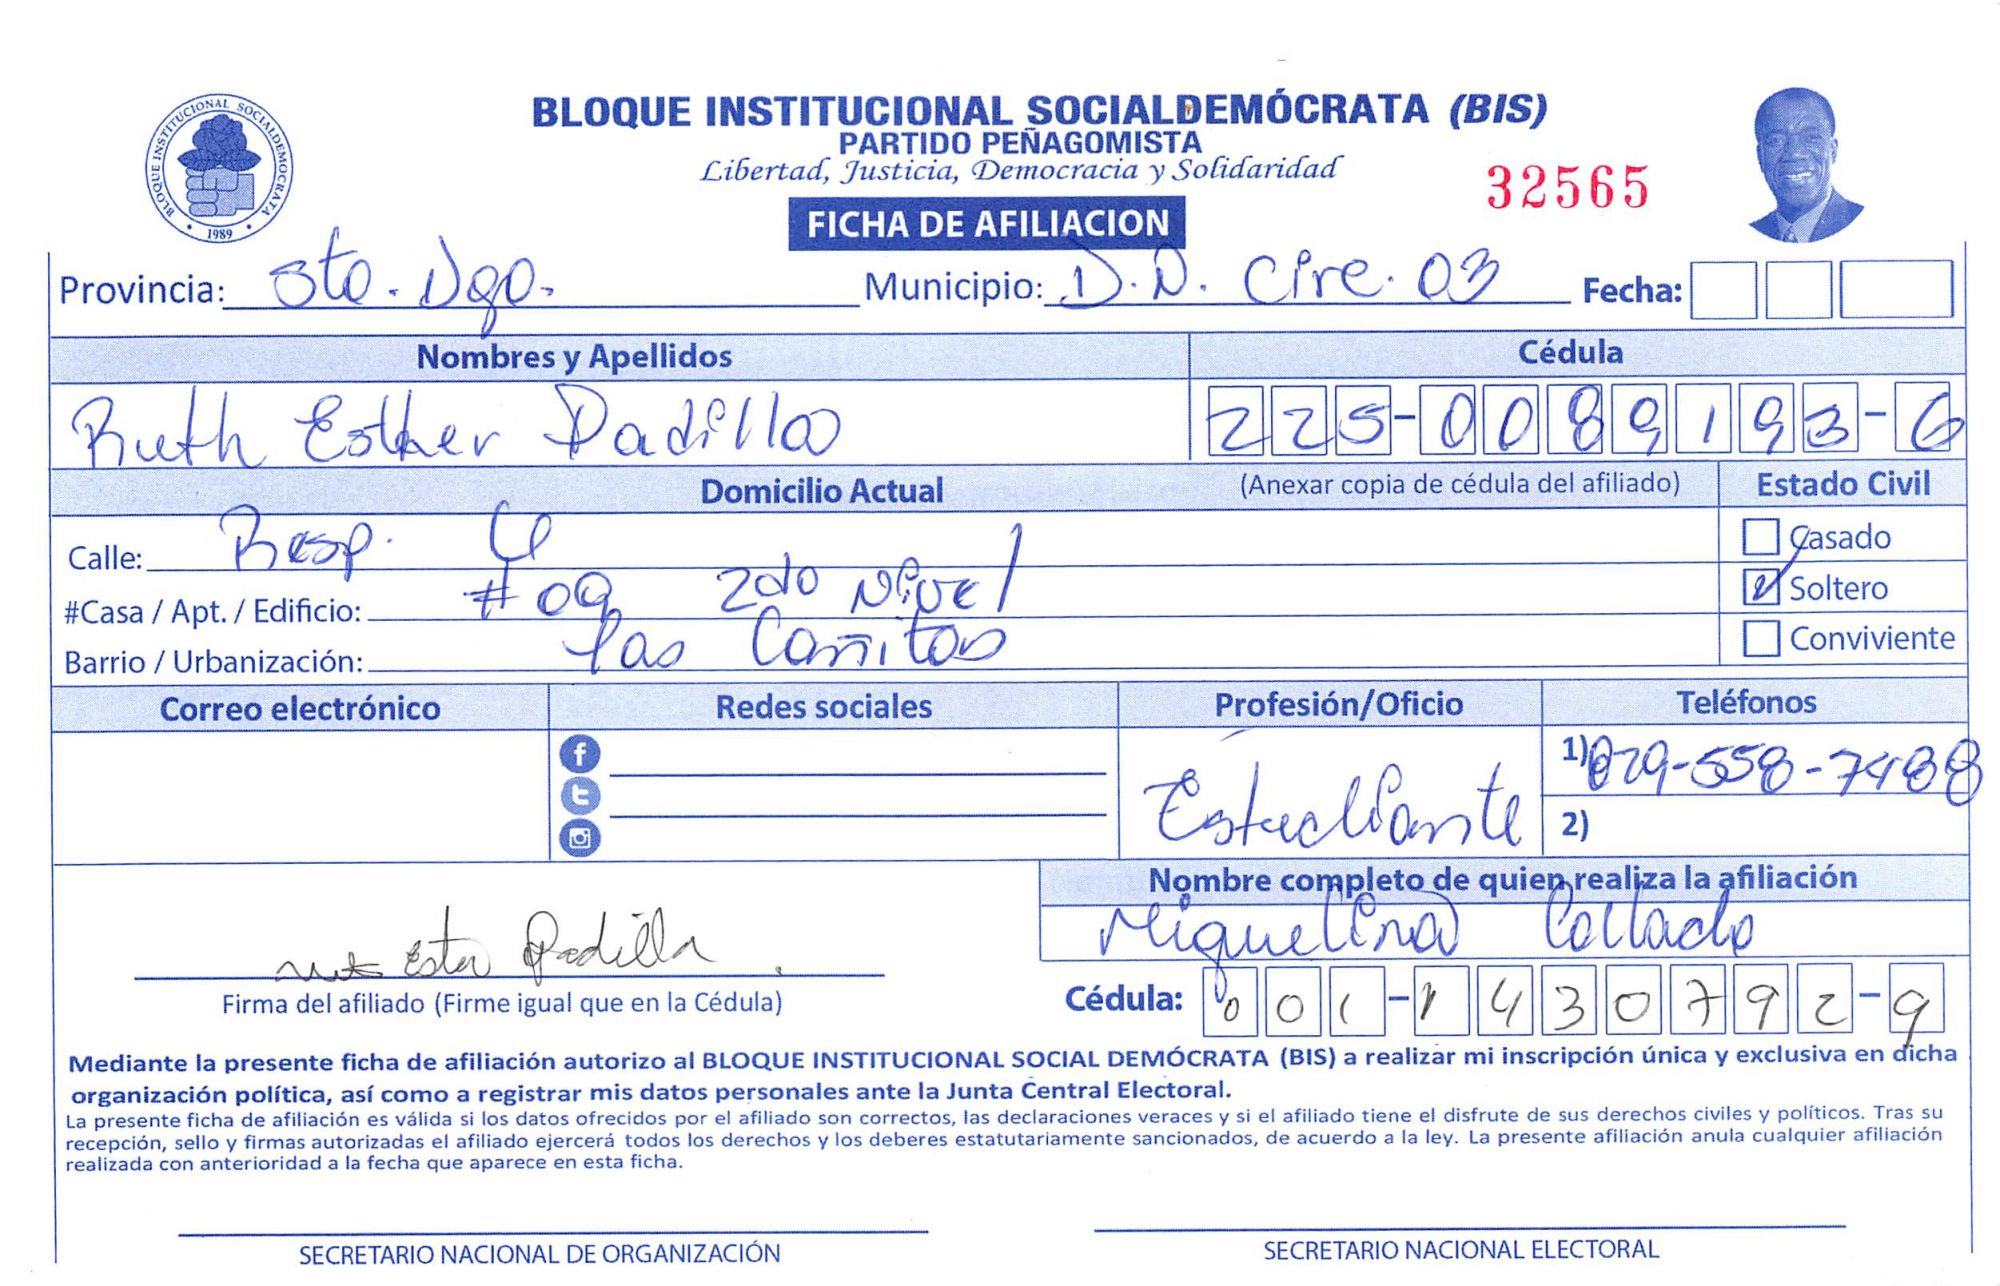 BLOQUE INSTITUCIONAL SOCIALDEMOCRATA
1989
BLOQUE INSTITUCIONAL SOCIALDEMÓCRATA (BIS)
PARTIDO PEÑAGOMISTA
Libertad, Justicia, Democracia y Solidaridad
32565
FICHA DE AFILIACION
Provincia: Sto. Dgo. Municipio: D.N. Circ. 03 Fecha:
Nombres y Apellidos Cédula
Ruth Esther Padilla 225-0089193-6
Domicilio Actual (Anexar copia de cédula del afiliado) Estado Civil
Calle: Resp. 4 Casado
#Casa / Apt. / Edificio: #09 2do Nivel Soltero
Barrio / Urbanización: Las Cañitas Conviviente
Correo electrónico Redes sociales Profesión/Oficio Teléfonos
Estudiante 1) 829-558-7488
2)
Nombre completo de quien realiza la afiliación
Miguelina Collado
Esther Padilla
Firma del afiliado (Firme igual que en la Cédula) Cédula: 001-1430792-9
Mediante la presente ficha de afiliación autorizo al BLOQUE INSTITUCIONAL SOCIAL DEMÓCRATA (BIS) a realizar mi inscripción única y exclusiva en dicha
organización política, así como a registrar mis datos personales ante la Junta Central Electoral.
La presente ficha de afiliación es válida si los datos ofrecidos por el afiliado son correctos, las declaraciones veraces y si el afiliado tiene el disfrute de sus derechos civiles y políticos. Tras su
recepción, sello y firmas autorizadas el afiliado ejercerá todos los derechos y los deberes estatutariamente sancionados, de acuerdo a la ley. La presente afiliación anula cualquier afiliación
realizada con anterioridad a la fecha que aparece en esta ficha.
SECRETARIO NACIONAL DE ORGANIZACIÓN SECRETARIO NACIONAL ELECTORAL